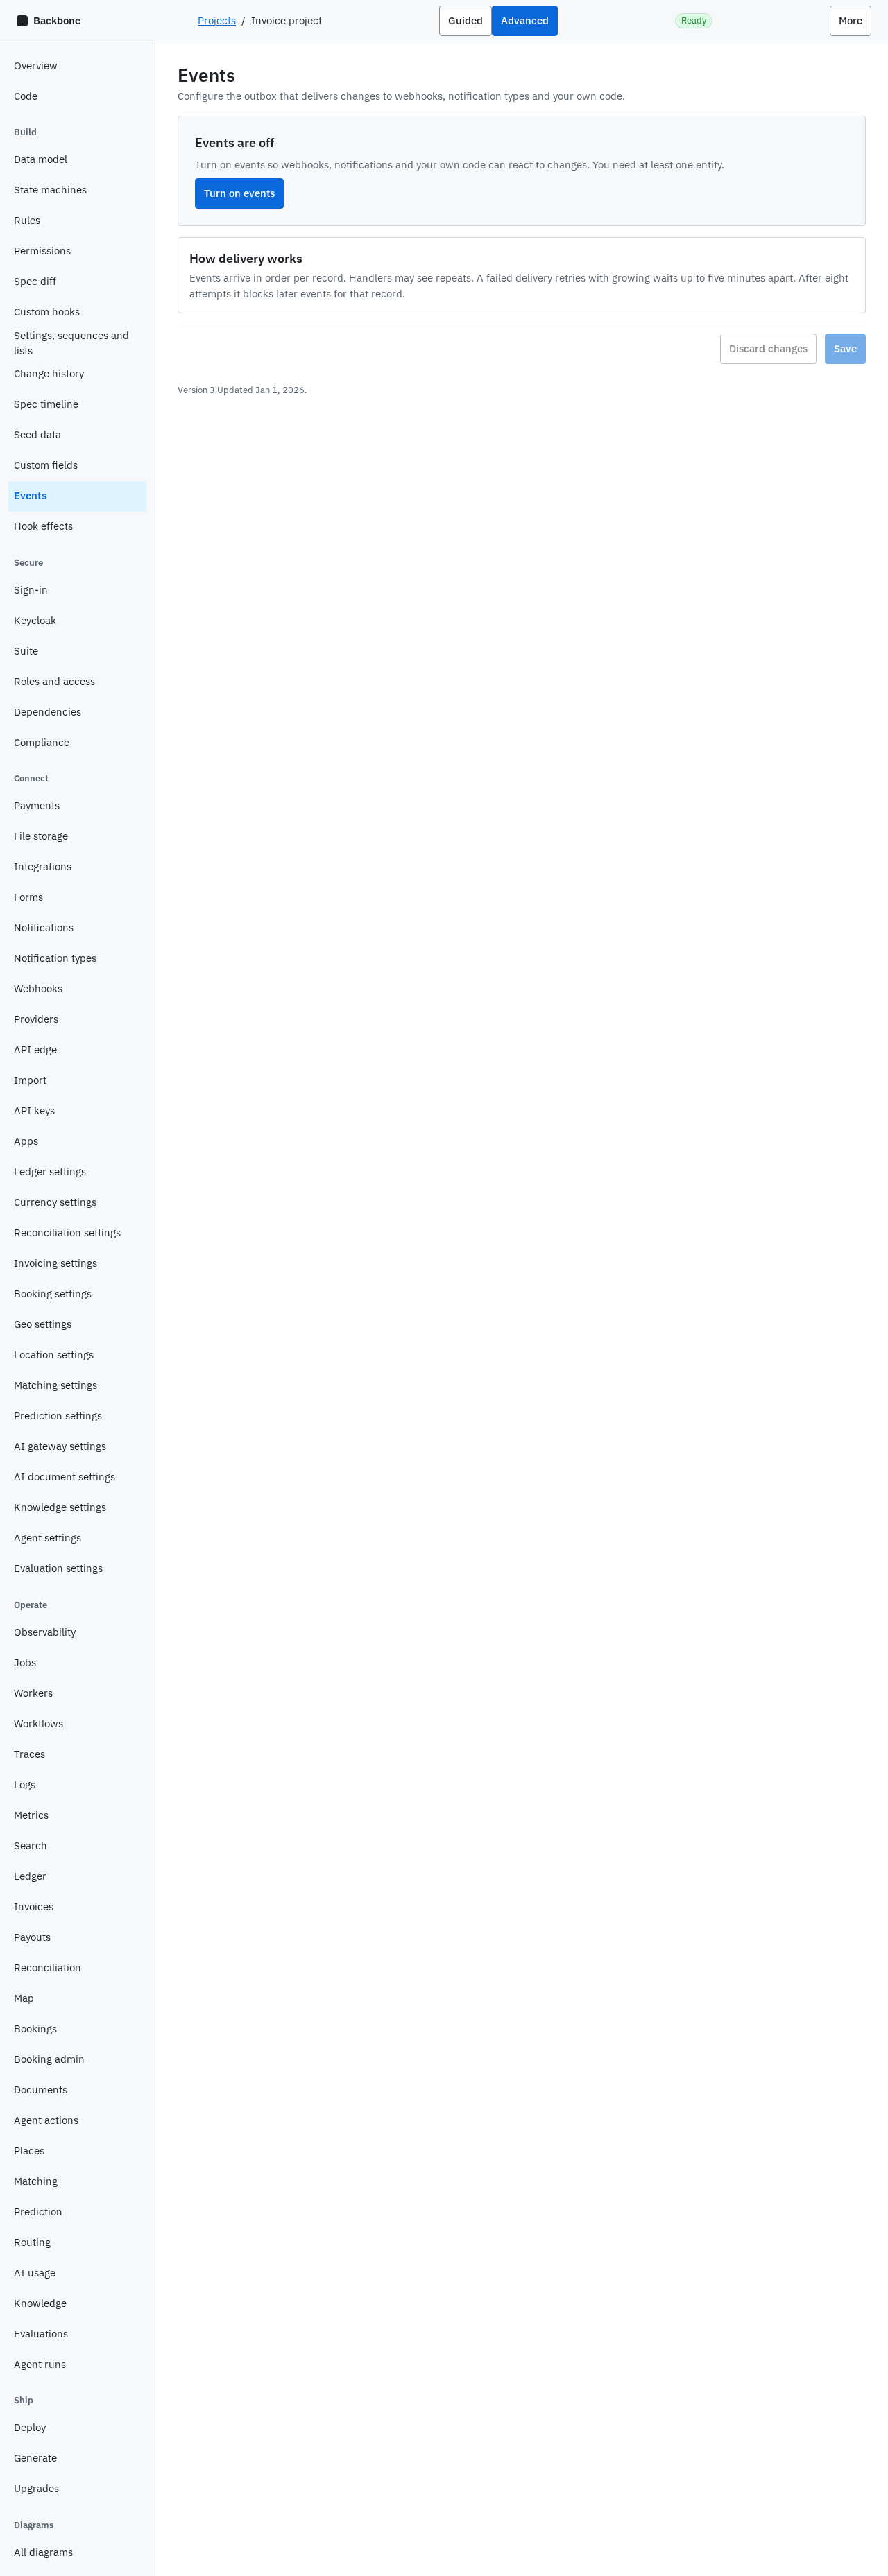 Backbone
Projects / Invoice project
Guided
Advanced
Ready
More
Overview
Code
Build
Data model
State machines
Rules
Permissions
Spec diff
Custom hooks
Settings, sequences and
lists
Change history
Spec timeline
Seed data
Custom fields
Events
Hook effects
Secure
Sign-in
Keycloak
Suite
Roles and access
Dependencies
Compliance
Connect
Payments
File storage
Integrations
Forms
Notifications
Notification types
Webhooks
Providers
API edge
Import
API keys
Apps
Ledger settings
Currency settings
Reconciliation settings
Invoicing settings
Booking settings
Geo settings
Location settings
Matching settings
Prediction settings
AI gateway settings
AI document settings
Knowledge settings
Agent settings
Evaluation settings
Operate
Observability
Jobs
Workers
Workflows
Traces
Logs
Metrics
Search
Ledger
Invoices
Payouts
Reconciliation
Map
Bookings
Booking admin
Documents
Agent actions
Places
Matching
Prediction
Routing
AI usage
Knowledge
Evaluations
Agent runs
Ship
Deploy
Generate
Upgrades
Diagrams
All diagrams
Events
Configure the outbox that delivers changes to webhooks, notification types and your own code.
Events are off
Turn on events so webhooks, notifications and your own code can react to changes. You need at least one entity.
Turn on events
How delivery works
Events arrive in order per record. Handlers may see repeats. A failed delivery retries with growing waits up to five minutes apart. After eight
attempts it blocks later events for that record.
Discard changes
Save
Version 3 Updated Jan 1, 2026.